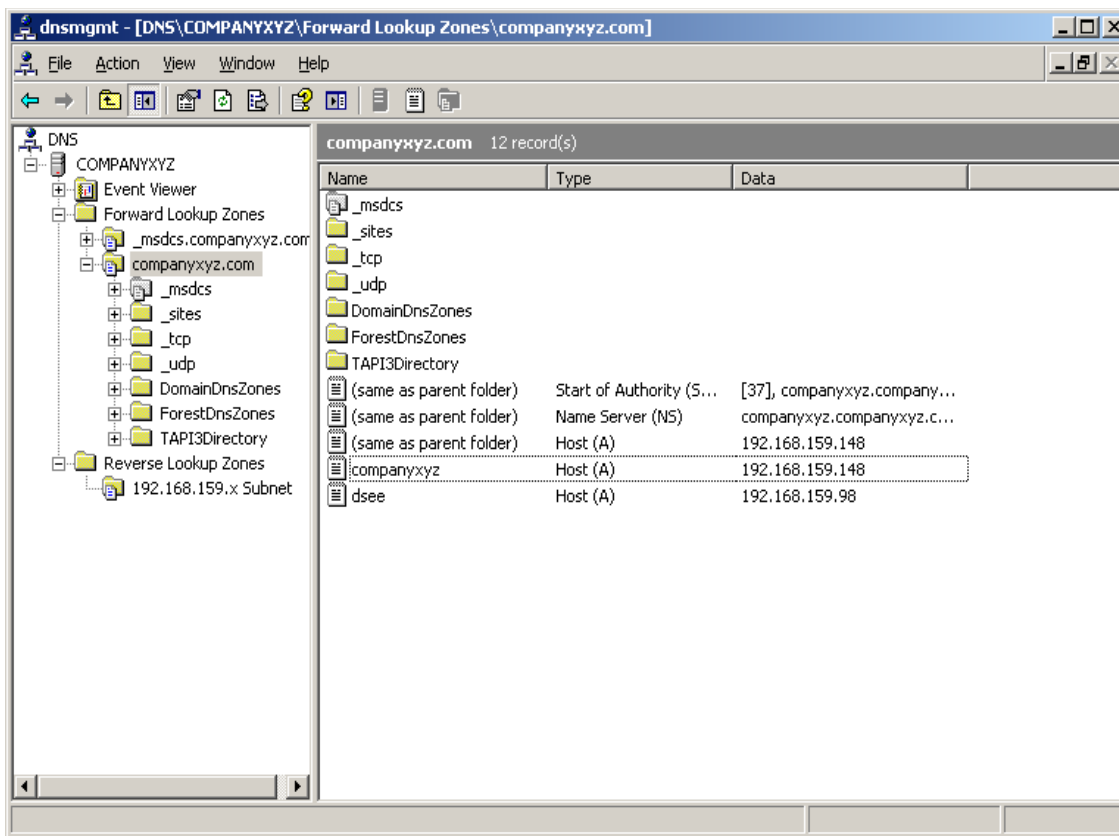 dnsmgmt - [DNS\COMPANYXYZ\Forward Lookup Zones\companyxyz.com]
File Action View Window Help
DNS
COMPANYXYZ
Event Viewer
Forward Lookup Zones
_msdcs.companyxyz.com
companyxyz.com
_msdcs
_sites
_tcp
_udp
DomainDnsZones
ForestDnsZones
TAPI3Directory
Reverse Lookup Zones
192.168.159.x Subnet
companyxyz.com 12 record(s)
Name Type Data
_msdcs
_sites
_tcp
_udp
DomainDnsZones
ForestDnsZones
TAPI3Directory
(same as parent folder) Start of Authority (S... [37], companyxyz.company...
(same as parent folder) Name Server (NS) companyxyz.companyxyz.c...
(same as parent folder) Host (A) 192.168.159.148
companyxyz Host (A) 192.168.159.148
dsee Host (A) 192.168.159.98